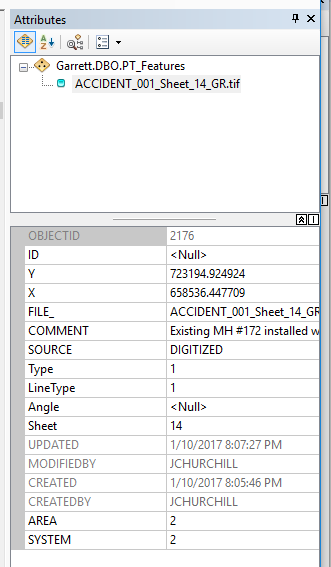 Attributes
Garrett.DBO.PT_Features
ACCIDENT_001_Sheet_14_GR.tif
OBJECTID 2176
ID <Null>
Y 723194.924924
X 658536.447709
FILE_ ACCIDENT_001_Sheet_14_GR
COMMENT Existing MH #172 installed w
SOURCE DIGITIZED
Type 1
LineType 1
Angle <Null>
Sheet 14
UPDATED 1/10/2017 8:07:27 PM
MODIFIEDBY JCHURCHILL
CREATED 1/10/2017 8:05:46 PM
CREATEDBY JCHURCHILL
AREA 2
SYSTEM 2